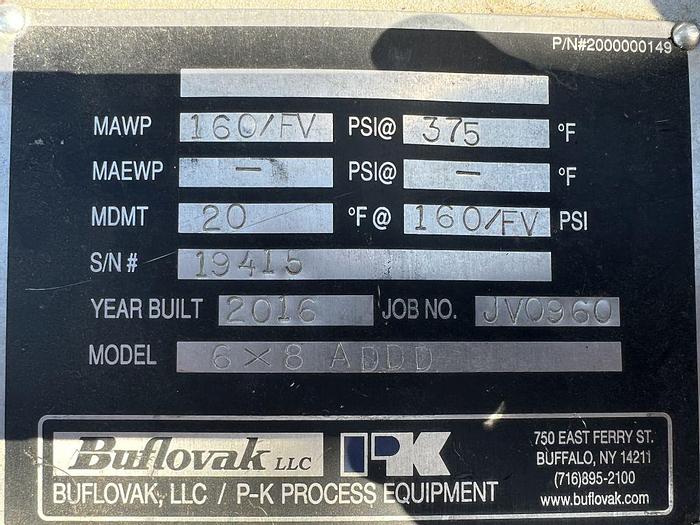 P/N#2000000149
MAWP 160/FV PSI@ 375 °F
MAEWP - PSI@ - °F
MDMT 20 °F@ 160/FV PSI
S/N# 19415
YEAR BUILT 2016 JOB NO. JV0960
MODEL 6×8 ADDD
Buflovak LLC PK
BUFLOVAK, LLC / P-K PROCESS EQUIPMENT
750 EAST FERRY ST.
BUFFALO, NY 14211
(716)895-2100
www.buflovak.com